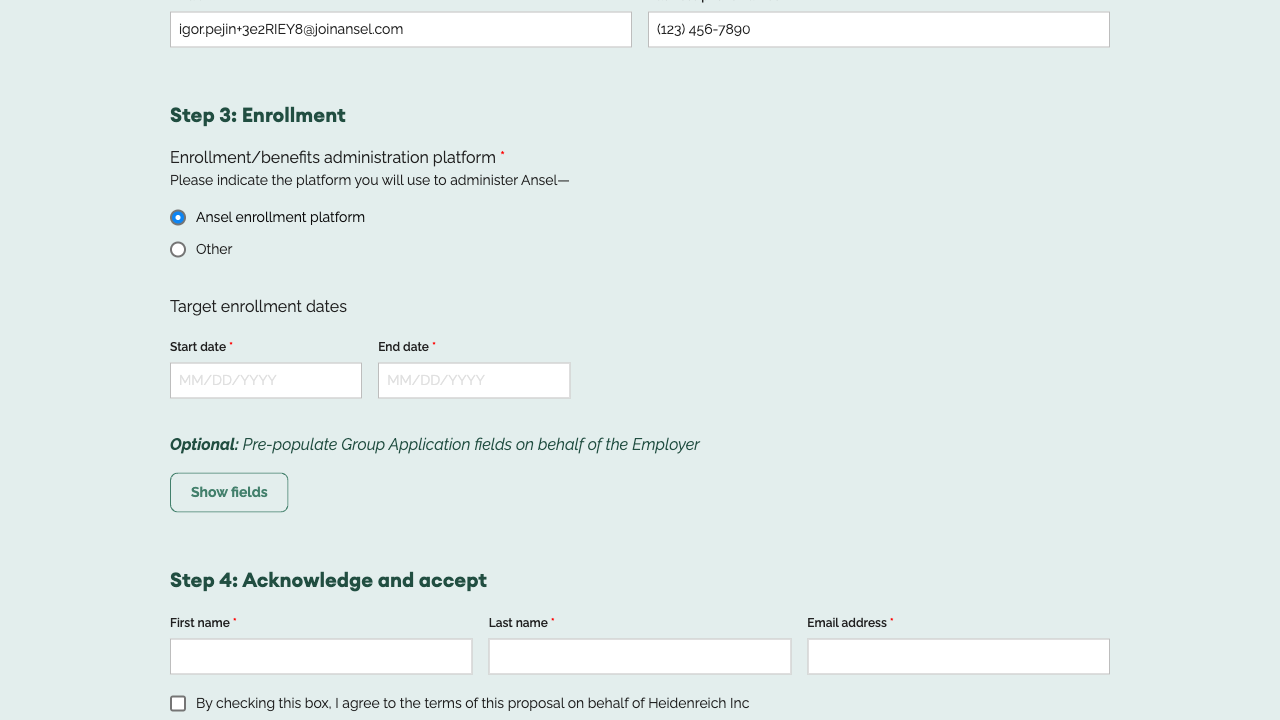 igor.pejin+3e2RIEY8@joinansel.com
(123) 456-7890
Step 3: Enrollment
Enrollment/benefits administration platform *
Please indicate the platform you will use to administer Ansel—
Ansel enrollment platform
Other
Target enrollment dates
Start date *
End date *
MM/DD/YYYY
MM/DD/YYYY
Optional: Pre-populate Group Application fields on behalf of the Employer
Show fields
Step 4: Acknowledge and accept
First name *
Last name *
Email address *
By checking this box, I agree to the terms of this proposal on behalf of Heidenreich Inc